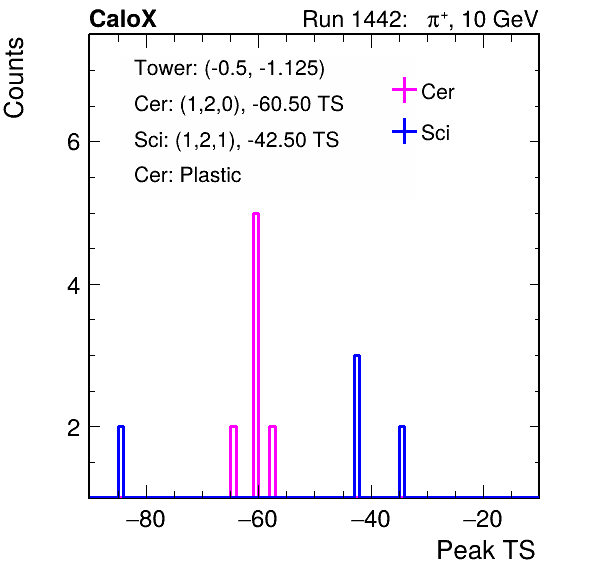 CaloX Run 1442: π⁺, 10 GeV
Counts
Tower: (-0.5, -1.125)
Cer: (1,2,0), -60.50 TS
Sci: (1,2,1), -42.50 TS
Cer: Plastic
Cer
Sci
6
4
2
−80 −60 −40 −20
Peak TS